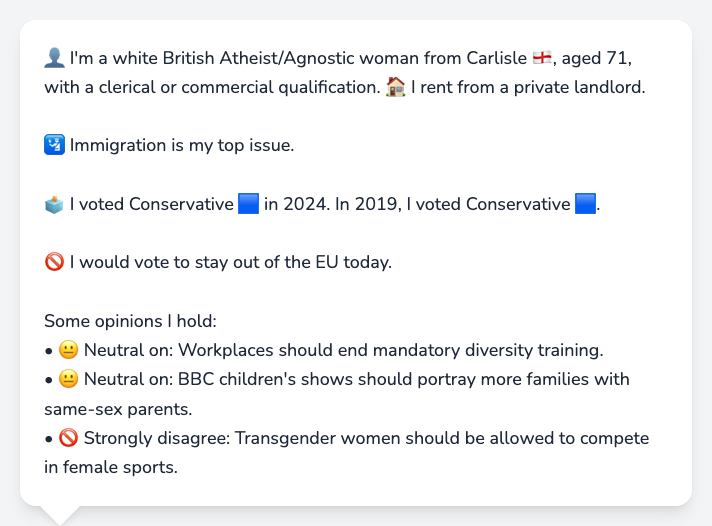 👤 I'm a white British Atheist/Agnostic woman from Carlisle 🏴󠁧󠁢󠁥󠁮󠁧󠁿, aged 71,
with a clerical or commercial qualification. 🏠 I rent from a private landlord.
🛂 Immigration is my top issue.
🗳️ I voted Conservative 🟦 in 2024. In 2019, I voted Conservative 🟦.
🚫 I would vote to stay out of the EU today.
Some opinions I hold:
• 😐 Neutral on: Workplaces should end mandatory diversity training.
• 😐 Neutral on: BBC children's shows should portray more families with
same-sex parents.
• 🚫 Strongly disagree: Transgender women should be allowed to compete
in female sports.